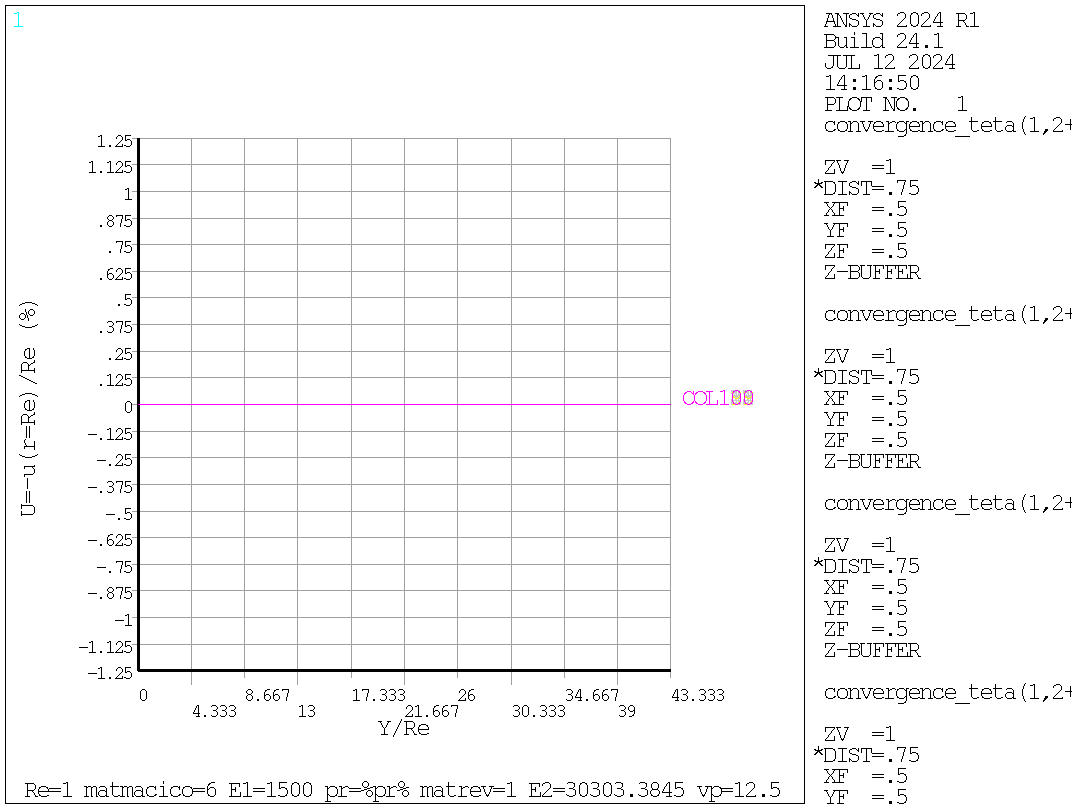 1
ANSYS 2024 R1
Build 24.1
JUL 12 2024
14:16:50
PLOT NO. 1
convergence_teta(1,2+
ZV =1
*DIST=.75
XF =.5
YF =.5
ZF =.5
Z-BUFFER
convergence_teta(1,2+
ZV =1
*DIST=.75
XF =.5
YF =.5
ZF =.5
Z-BUFFER
convergence_teta(1,2+
ZV =1
*DIST=.75
XF =.5
YF =.5
ZF =.5
Z-BUFFER
convergence_teta(1,2+
ZV =1
*DIST=.75
XF =.5
YF =.5
U=-u(r=Re)/Re (%)
1.25
1.125
1
.875
.75
.625
.5
.375
.25
.125
0
-.125
-.25
-.375
-.5
-.625
-.75
-.875
-1
-1.125
-1.25
0 8.667 17.333 26 34.667 43.333
4.333 13 21.667 30.333 39
Y/Re
Re=1 matmacico=6 E1=1500 pr=%pr% matrev=1 E2=30303.3845 vp=12.5